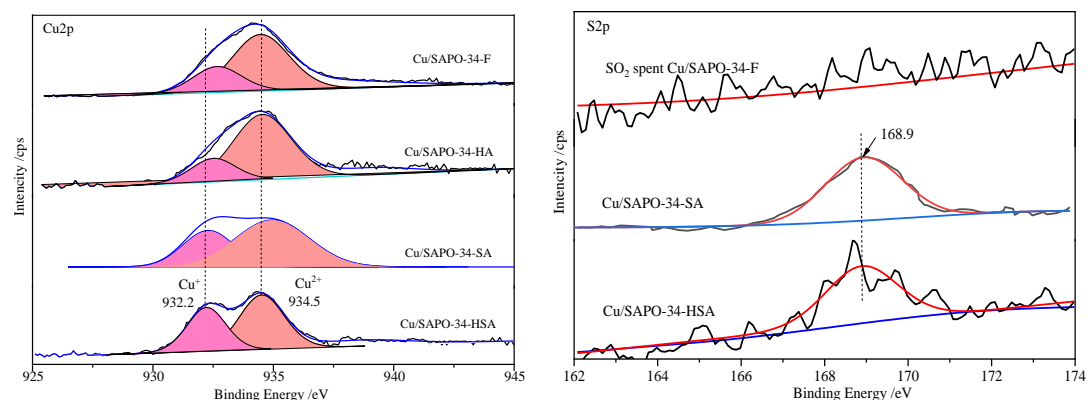 Cu2p
Cu/SAPO-34-F
Cu/SAPO-34-HA
Cu/SAPO-34-SA
Cu⁺
932.2
Cu²⁺
934.5
Cu/SAPO-34-HSA
Intencity /cps
925 930 935 940 945
Binding Energy /eV
S2p
SO₂ spent Cu/SAPO-34-F
168.9
Cu/SAPO-34-SA
Cu/SAPO-34-HSA
Intencity /cps
162 164 166 168 170 172 174
Binding Energy /eV